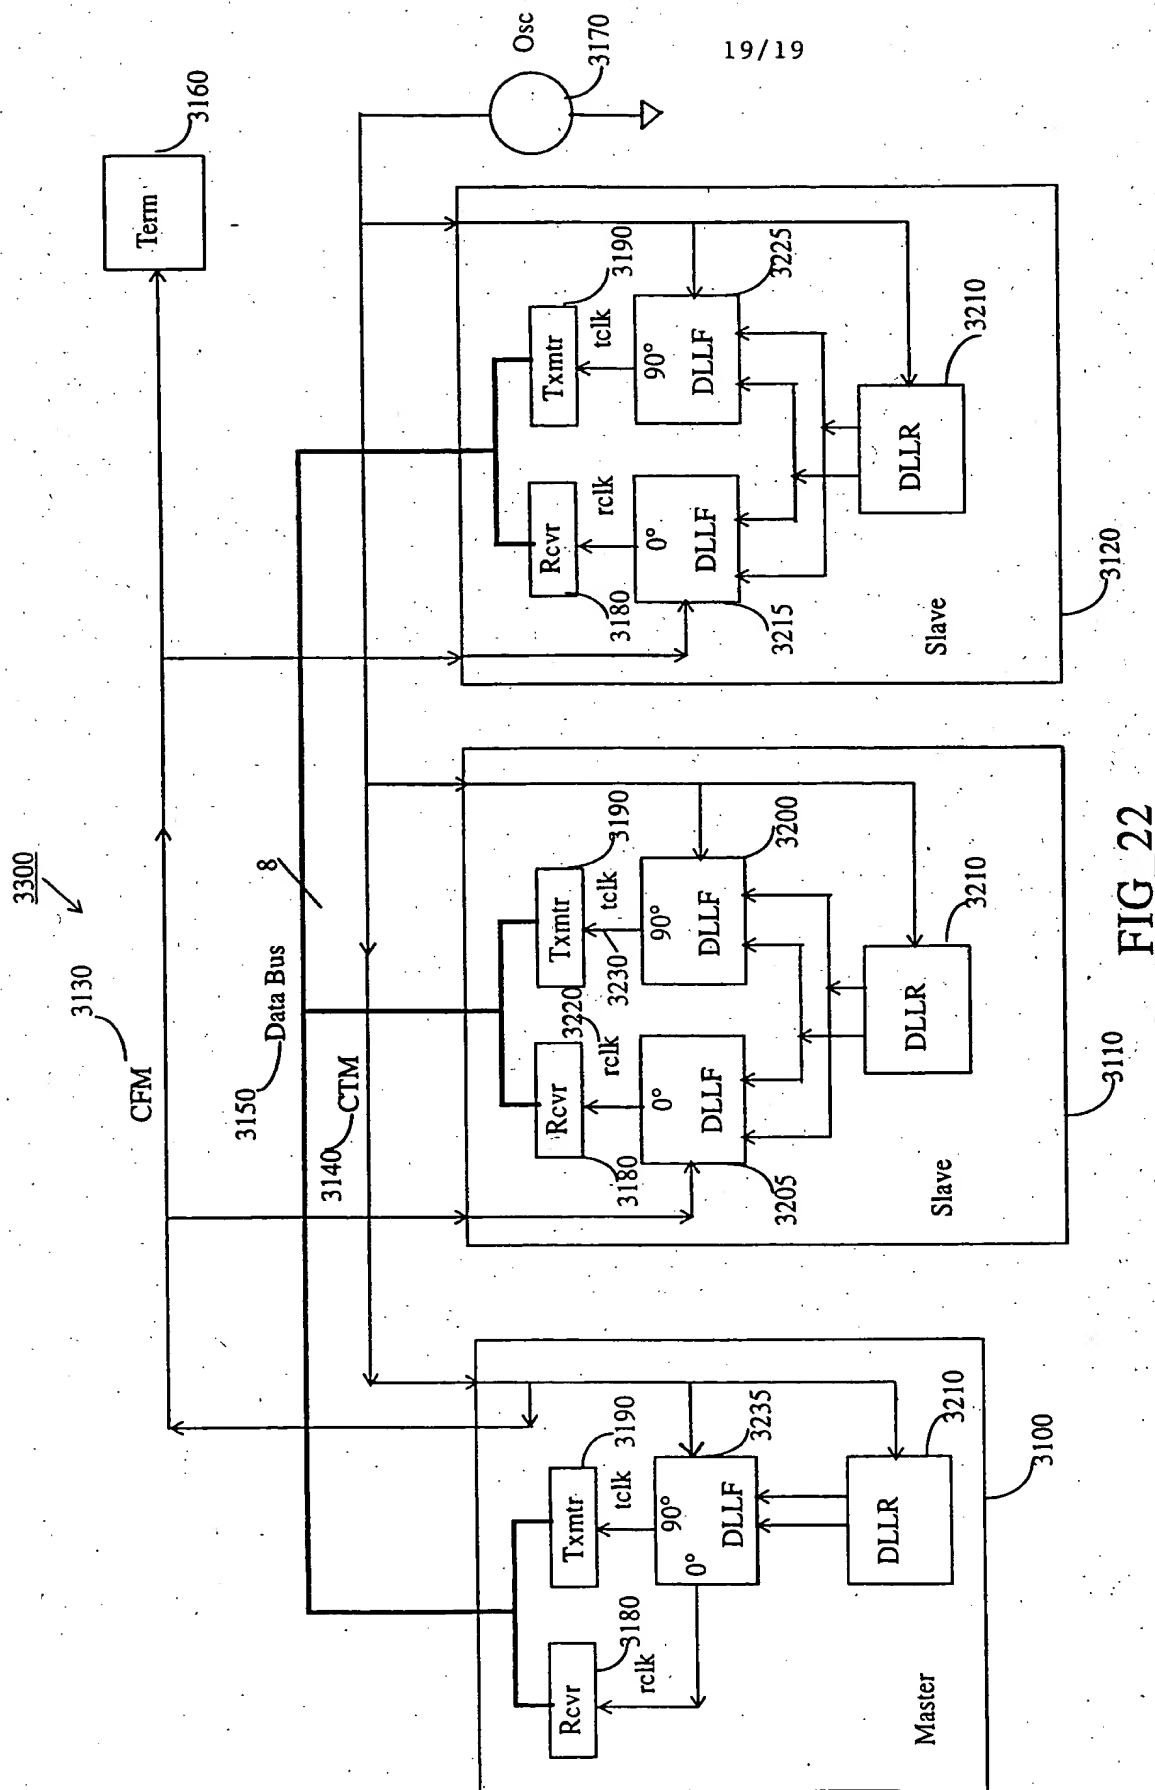 19/19
3300
3130
CFM
Term
3160
3150
Data Bus
8
3140
CTM
Osc
3170
Rcvr
3180
rclk
Txmtr
3190
tclk
0°
90°
DLLF
3235
DLLR
3210
Master
3100
Rcvr
3180
3220
rclk
Txmtr
3190
tclk
3230
0°
DLLF
3205
90°
DLLF
3200
DLLR
3210
Slave
3110
Rcvr
3180
rclk
Txmtr
3190
tclk
0°
DLLF
3215
90°
DLLF
3225
DLLR
3210
Slave
3120
FIG 22